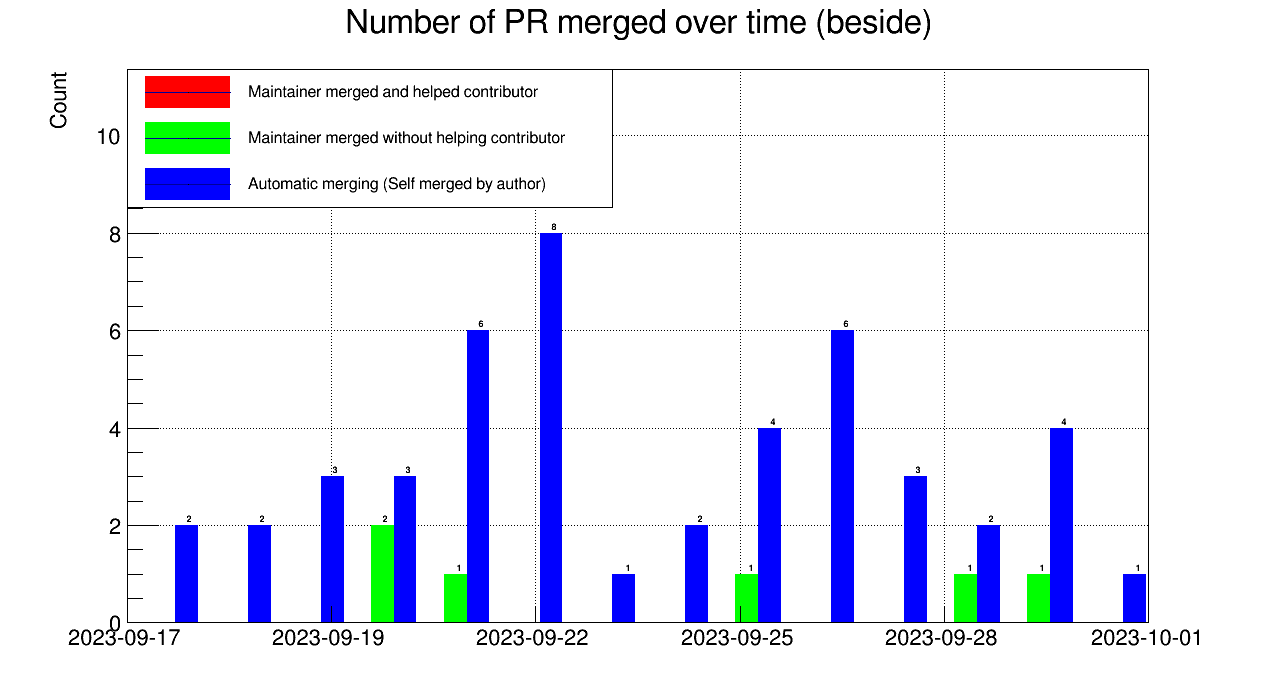 Number of PR merged over time (beside)
Count
Maintainer merged and helped contributor
Maintainer merged without helping contributor
Automatic merging (Self merged by author)
10
8
6
4
2
0
2 2 3 2 3 1 6 8 1 2 1 4 6 3 1 2 1 4 1
2023-09-17 2023-09-19 2023-09-22 2023-09-25 2023-09-28 2023-10-01